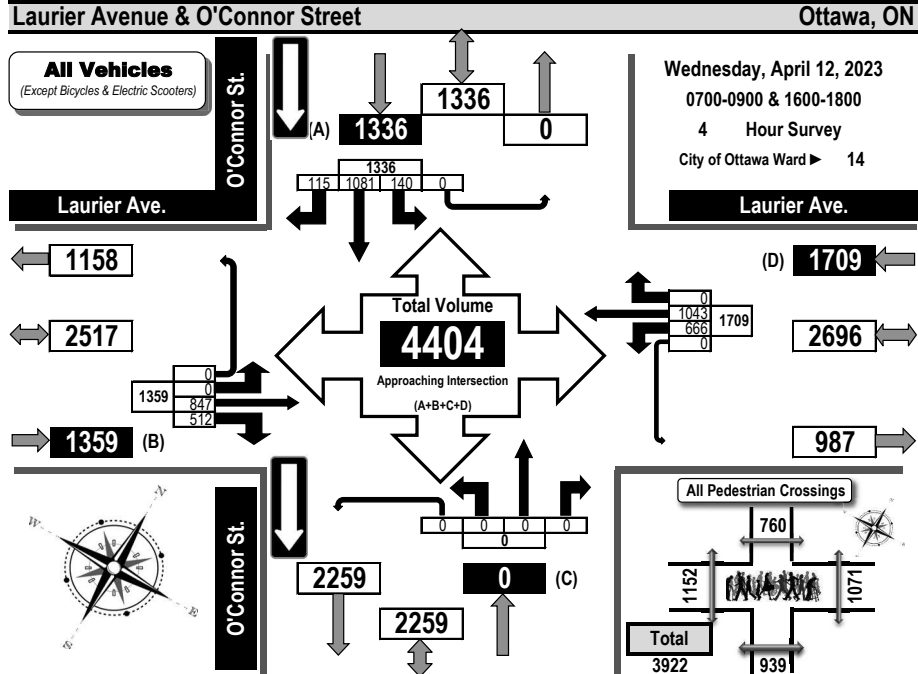 Laurier Avenue & O'Connor Street
Ottawa, ON
All Vehicles
(Except Bicycles & Electric Scooters)
O'Connor St.
Laurier Ave.
(A)
1336
1336
0
1336
115 1081 140 0
Wednesday, April 12, 2023
0700-0900 & 1600-1800
4 Hour Survey
City of Ottawa Ward ► 14
Laurier Ave.
1158
2517
1359
0
0
847
512
1359 (B)
Total Volume
4404
Approaching Intersection
(A+B+C+D)
(D) 1709
0
1043
666
0
1709
2696
987
N
W
E
S
O'Connor St.
0 0 0 0
0
2259
0 (C)
2259
All Pedestrian Crossings
760
1152
1071
939
Total
3922